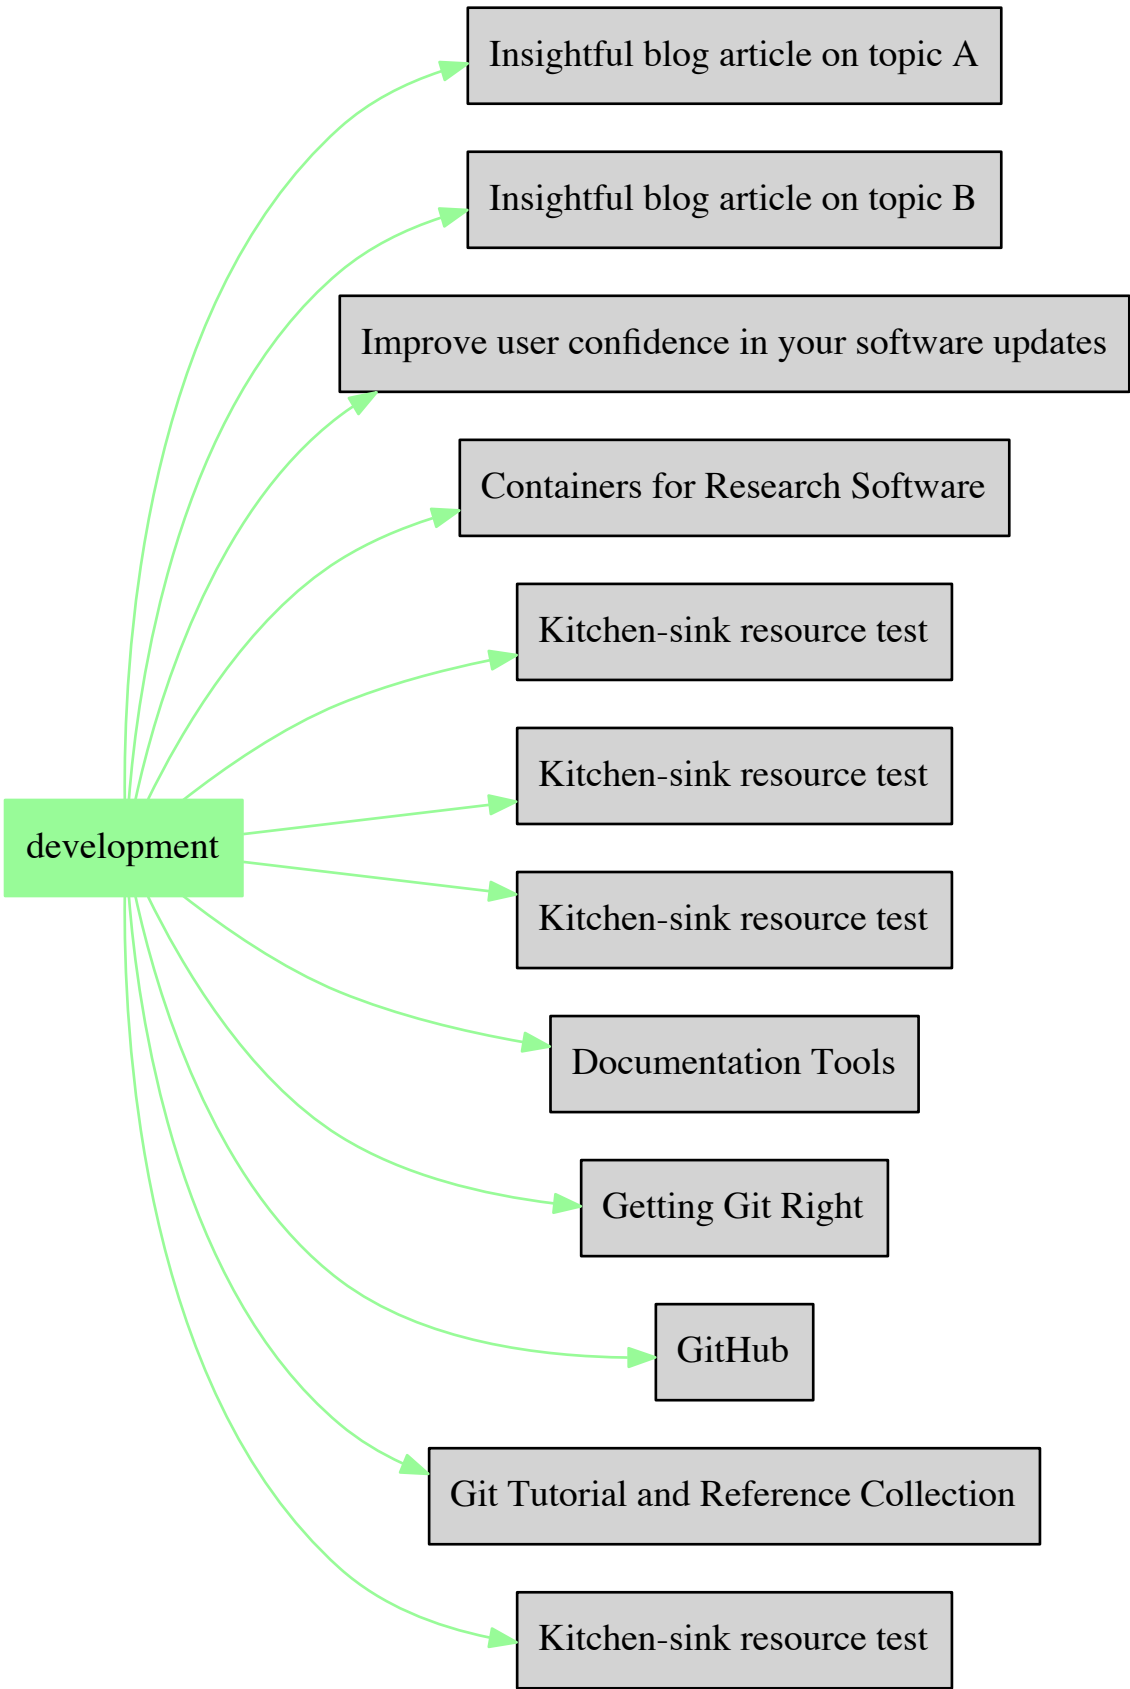 Insightful blog article on topic A
Insightful blog article on topic B
Improve user confidence in your software updates
Containers for Research Software
Kitchen-sink resource test
Kitchen-sink resource test
development
Kitchen-sink resource test
Documentation Tools
Getting Git Right
GitHub
Git Tutorial and Reference Collection
Kitchen-sink resource test